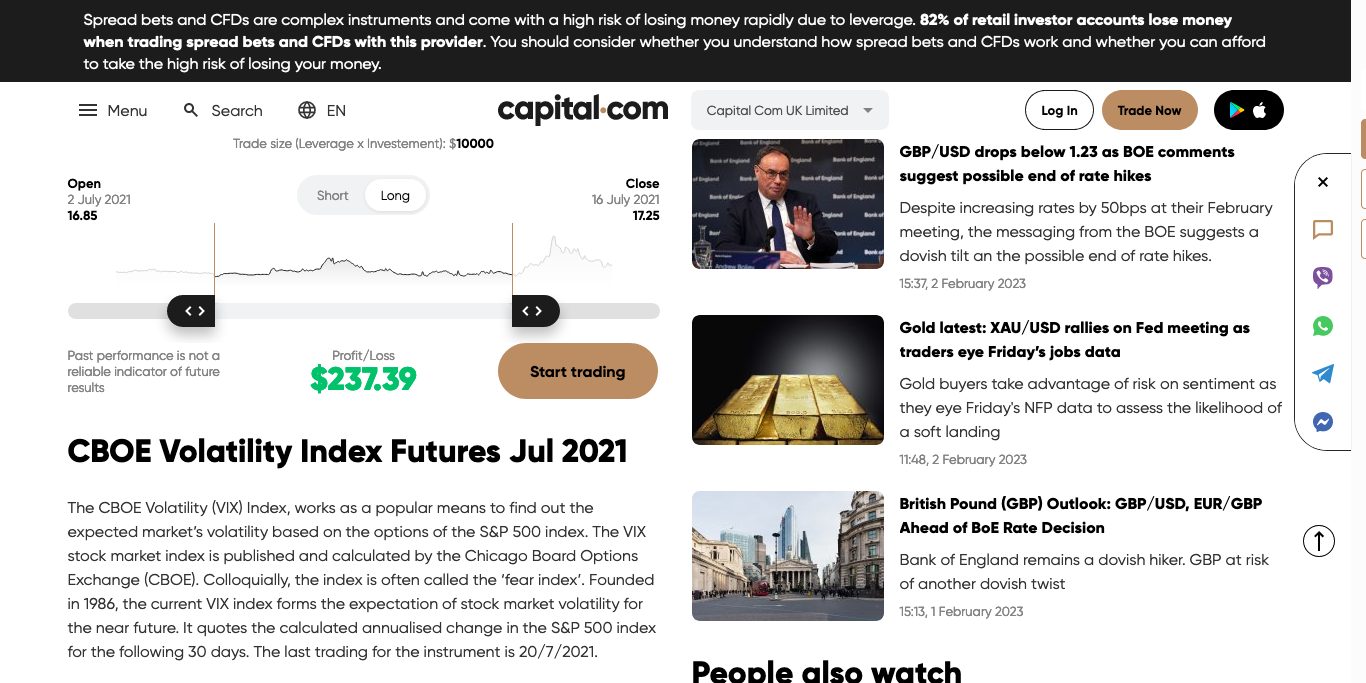 Spread bets and CFDs are complex instruments and come with a high risk of losing money rapidly due to leverage. 82% of retail investor accounts lose money
when trading spread bets and CFDs with this provider. You should consider whether you understand how spread bets and CFDs work and whether you can afford
to take the high risk of losing your money.
Menu
Search
EN
capital.com
Capital Com UK Limited
Log In
Trade Now
Trade size (Leverage x Investement): $10000
Open
2 July 2021
16.85
Short
Long
Close
16 July 2021
17.25
Past performance is not a
reliable indicator of future
results
Profit/Loss
$237.39
Start trading
CBOE Volatility Index Futures Jul 2021
The CBOE Volatility (VIX) Index, works as a popular means to find out the
expected market's volatility based on the options of the S&P 500 index. The VIX
stock market index is published and calculated by the Chicago Board Options
Exchange (CBOE). Colloquially, the index is often called the ‘fear index’. Founded
in 1986, the current VIX index forms the expectation of stock market volatility for
the near future. It quotes the calculated annualised change in the S&P 500 index
for the following 30 days. The last trading for the instrument is 20/7/2021.
Bank of England
Andrew Bailey
GBP/USD drops below 1.23 as BOE comments
suggest possible end of rate hikes
Despite increasing rates by 50bps at their February
meeting, the messaging from the BOE suggests a
dovish tilt an the possible end of rate hikes.
15:37, 2 February 2023
Gold latest: XAU/USD rallies on Fed meeting as
traders eye Friday’s jobs data
Gold buyers take advantage of risk on sentiment as
they eye Friday's NFP data to assess the likelihood of
a soft landing
11:48, 2 February 2023
British Pound (GBP) Outlook: GBP/USD, EUR/GBP
Ahead of BoE Rate Decision
Bank of England remains a dovish hiker. GBP at risk
of another dovish twist
15:13, 1 February 2023
People also watch